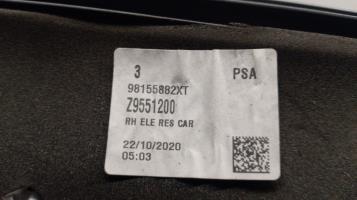 3 PSA
98155882XT
Z9551200
RH ELE RES CAR
22/10/2020
05:03